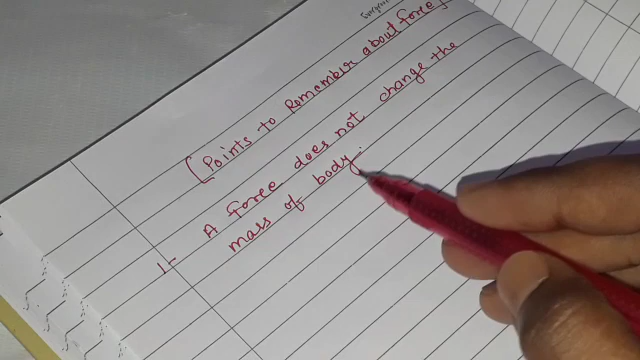 [Points to Remember about force]
1- A force does not change the
mass of body.